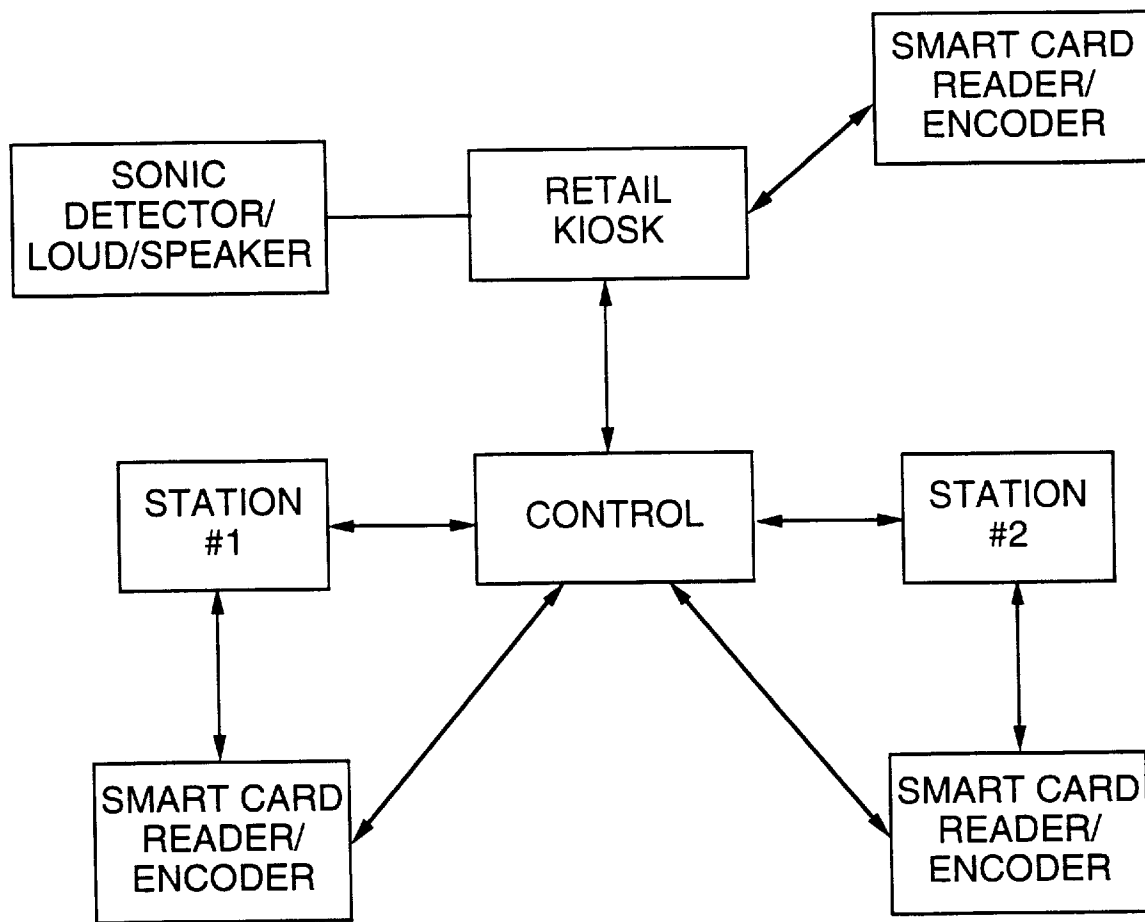 SMART CARD
READER/
ENCODER
SONIC
DETECTOR/
LOUD/SPEAKER
RETAIL
KIOSK
STATION
#1
CONTROL
STATION
#2
SMART CARD
READER/
ENCODER
SMART CARD
READER/
ENCODER